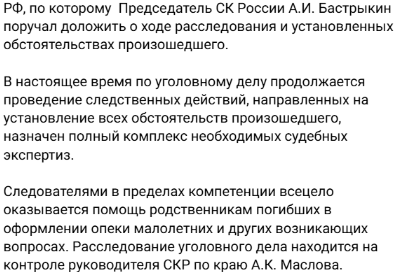 РФ, по которому Председатель СК России А.И. Бастрыкин
поручал доложить о ходе расследования и установленных
обстоятельствах произошедшего.
В настоящее время по уголовному делу продолжается
проведение следственных действий, направленных на
установление всех обстоятельств произошедшего,
назначен полный комплекс необходимых судебных
экспертиз.
Следователями в пределах компетенции всецело
оказывается помощь родственникам погибших в
оформлении опеки малолетних и других возникающих
вопросах. Расследование уголовного дела находится на
контроле руководителя СКР по краю А.К. Маслова.